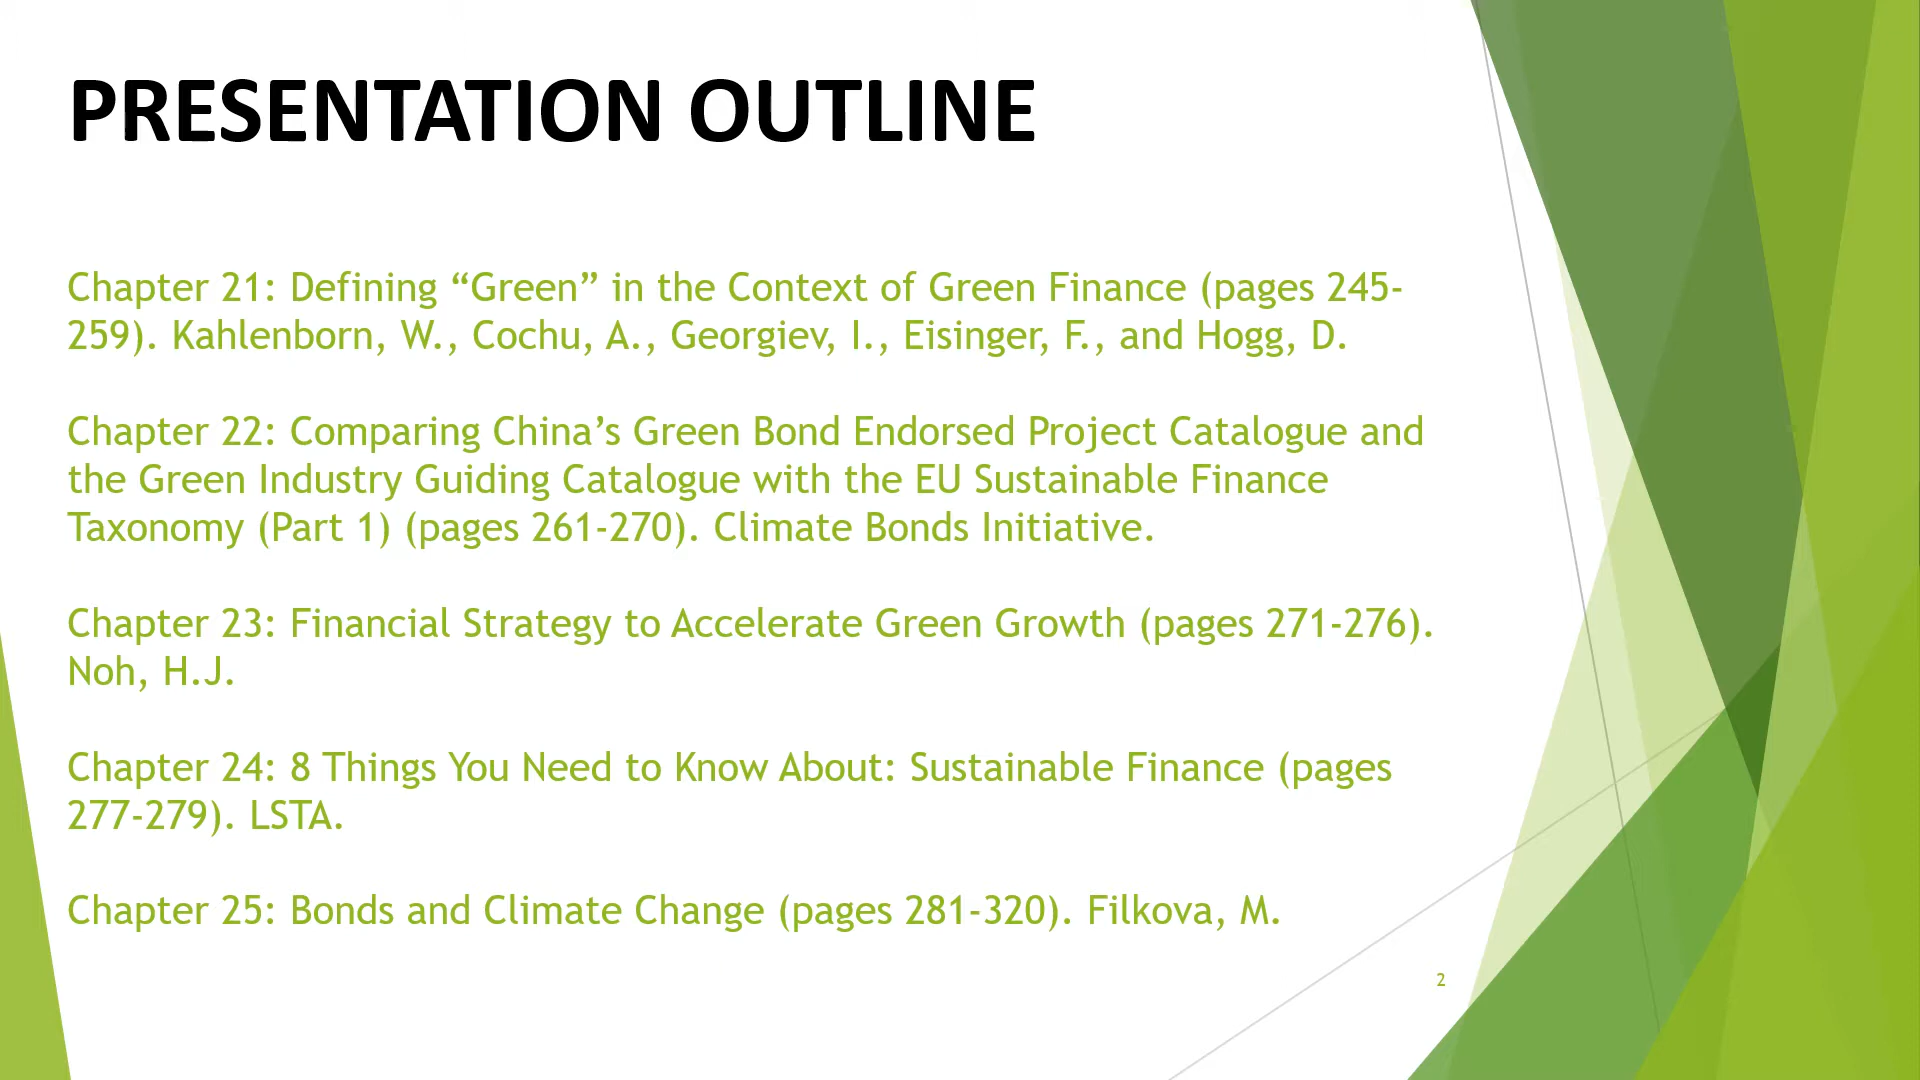 PRESENTATION OUTLINE
Chapter 21: Defining “Green” in the Context of Green Finance (pages 245-
259). Kahlenborn, W., Cochu, A., Georgiev, I., Eisinger, F., and Hogg, D.
Chapter 22: Comparing China’s Green Bond Endorsed Project Catalogue and
the Green Industry Guiding Catalogue with the EU Sustainable Finance
Taxonomy (Part 1) (pages 261-270). Climate Bonds Initiative.
Chapter 23: Financial Strategy to Accelerate Green Growth (pages 271-276).
Noh, H.J.
Chapter 24: 8 Things You Need to Know About: Sustainable Finance (pages
277-279). LSTA.
Chapter 25: Bonds and Climate Change (pages 281-320). Filkova, M.
2